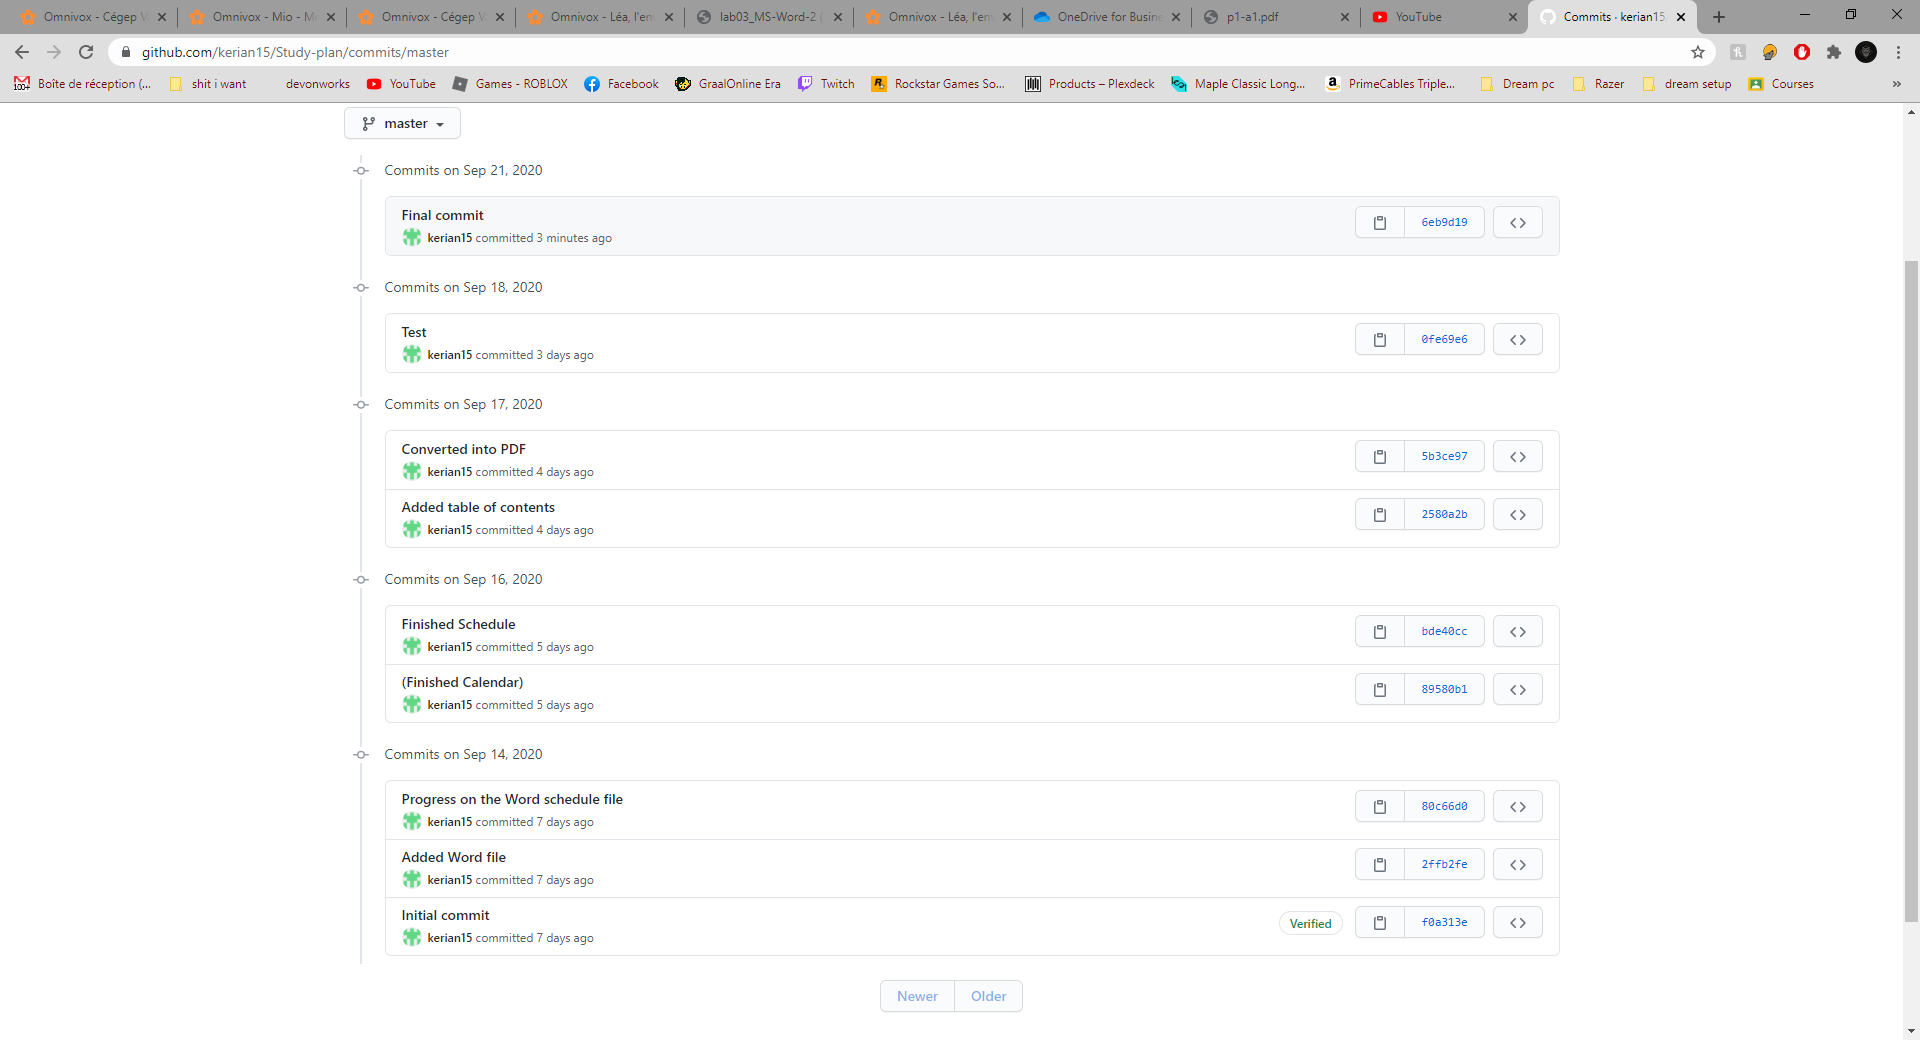 Omnivox - Cégep V
Omnivox - Mio - M
Omnivox - Cégep V
Omnivox - Léa, l'en
lab03_MS-Word-2
Omnivox - Léa, l'en
OneDrive for Busine
p1-a1.pdf
YouTube
Commits · kerian15
github.com/kerian15/Study-plan/commits/master
100+ Boîte de réception (...
shit i want
devonworks
YouTube
Games - ROBLOX
Facebook
GraalOnline Era
Twitch
Rockstar Games So...
Products – Plexdeck
Maple Classic Long...
PrimeCables Triple...
Dream pc
Razer
dream setup
Courses
»
master
Commits on Sep 21, 2020
Final commit
kerian15 committed 3 minutes ago
6eb9d19
Commits on Sep 18, 2020
Test
kerian15 committed 3 days ago
0fe69e6
Commits on Sep 17, 2020
Converted into PDF
kerian15 committed 4 days ago
5b3ce97
Added table of contents
kerian15 committed 4 days ago
2580a2b
Commits on Sep 16, 2020
Finished Schedule
kerian15 committed 5 days ago
bde40cc
(Finished Calendar)
kerian15 committed 5 days ago
89580b1
Commits on Sep 14, 2020
Progress on the Word schedule file
kerian15 committed 7 days ago
80c66d0
Added Word file
kerian15 committed 7 days ago
2ffb2fe
Initial commit
kerian15 committed 7 days ago
Verified
f0a313e
Newer
Older